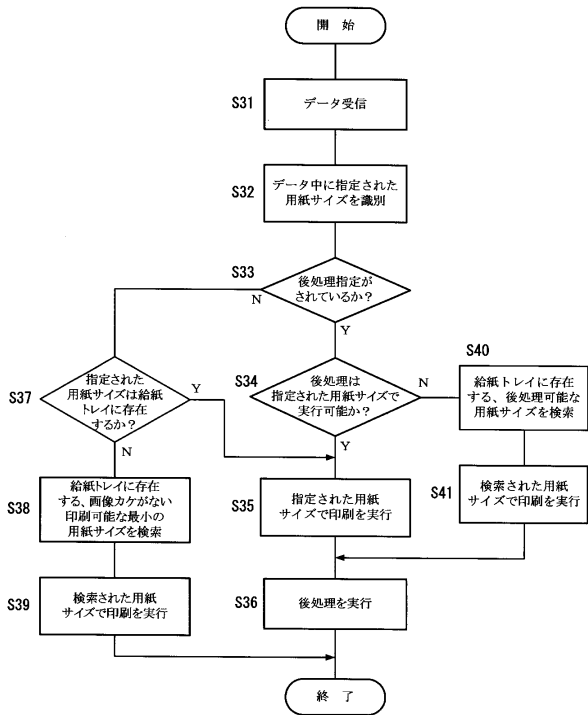 開 始
S31
データ受信
S32
データ中に指定された
用紙サイズを識別
S33
後処理指定が
されているか？
N
Y
S37
指定された
用紙サイズは給紙
トレイに存在
するか？
Y
N
S34
後処理は
指定された用紙サイズで
実行可能か？
N
Y
S40
給紙トレイに存在
する、後処理可能な
用紙サイズを検索
S38
給紙トレイに存在
する、画像カケがない
印刷可能な最小の
用紙サイズを検索
S35
指定された用紙
サイズで印刷を実行
S41
検索された用紙
サイズで印刷を実行
S39
検索された用紙
サイズで印刷を実行
S36
後処理を実行
終 了